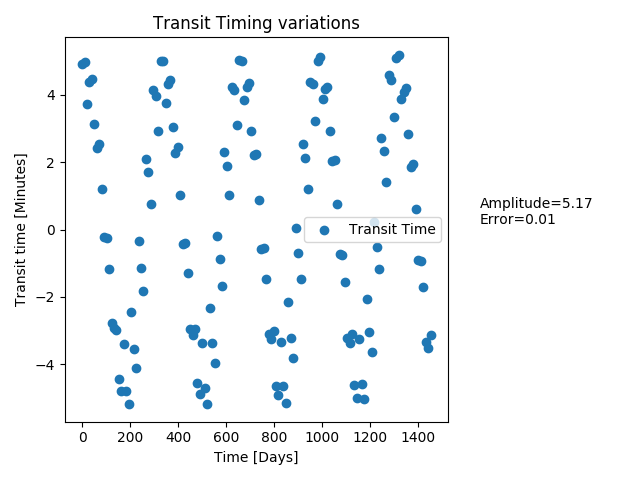 Transit Timing variations
Transit time [Minutes]
4
2
0
−2
−4
Transit Time
Amplitude=5.17
Error=0.01
0 200 400 600 800 1000 1200 1400
Time [Days]